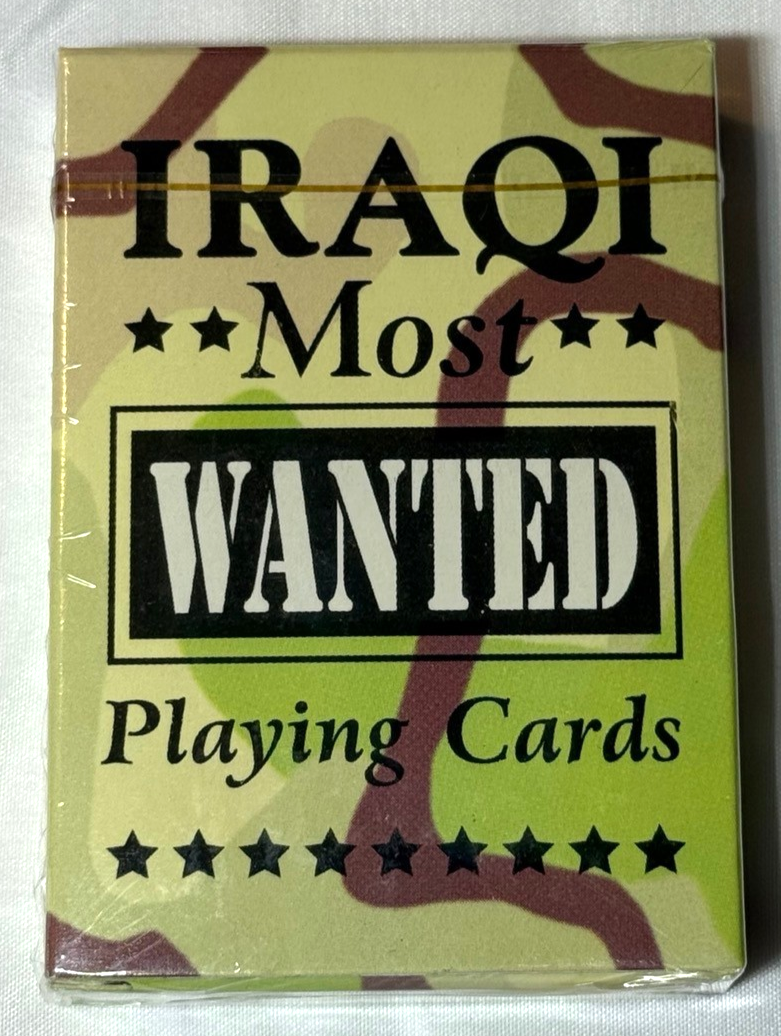 IRAQI
Most
WANTED
Playing Cards